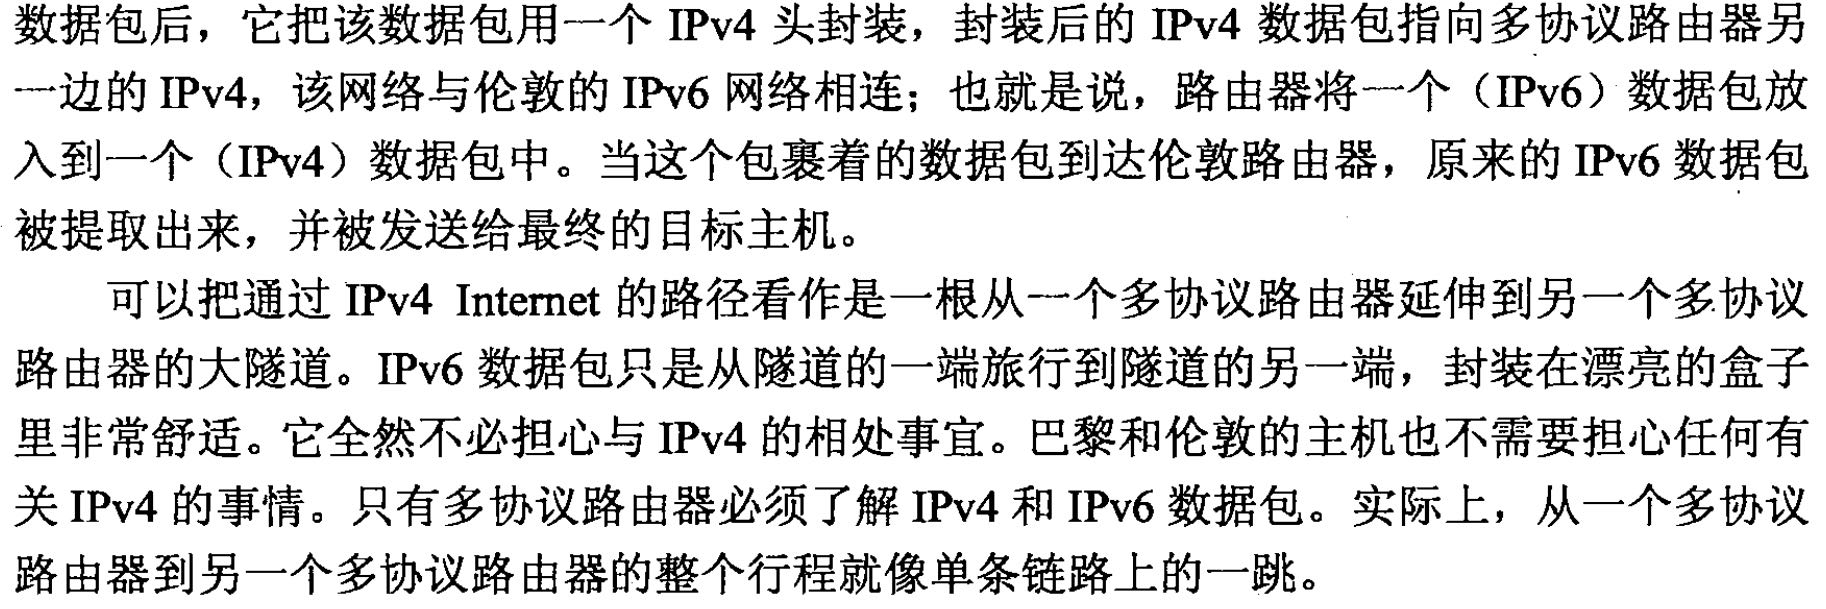 数据包后，它把该数据包用一个 IPv4 头封装，封装后的 IPv4 数据包指向多协议路由器另
一边的 IPv4，该网络与伦敦的 IPv6 网络相连；也就是说，路由器将一个（IPv6）数据包放
入到一个（IPv4）数据包中。当这个包裹着的数据包到达伦敦路由器，原来的 IPv6 数据包
被提取出来，并被发送给最终的目标主机。
可以把通过 IPv4 Internet 的路径看作是一根从一个多协议路由器延伸到另一个多协议
路由器的大隧道。IPv6 数据包只是从隧道的一端旅行到隧道的另一端，封装在漂亮的盒子
里非常舒适。它全然不必担心与 IPv4 的相处事宜。巴黎和伦敦的主机也不需要担心任何有
关 IPv4 的事情。只有多协议路由器必须了解 IPv4 和 IPv6 数据包。实际上，从一个多协议
路由器到另一个多协议路由器的整个行程就像单条链路上的一跳。